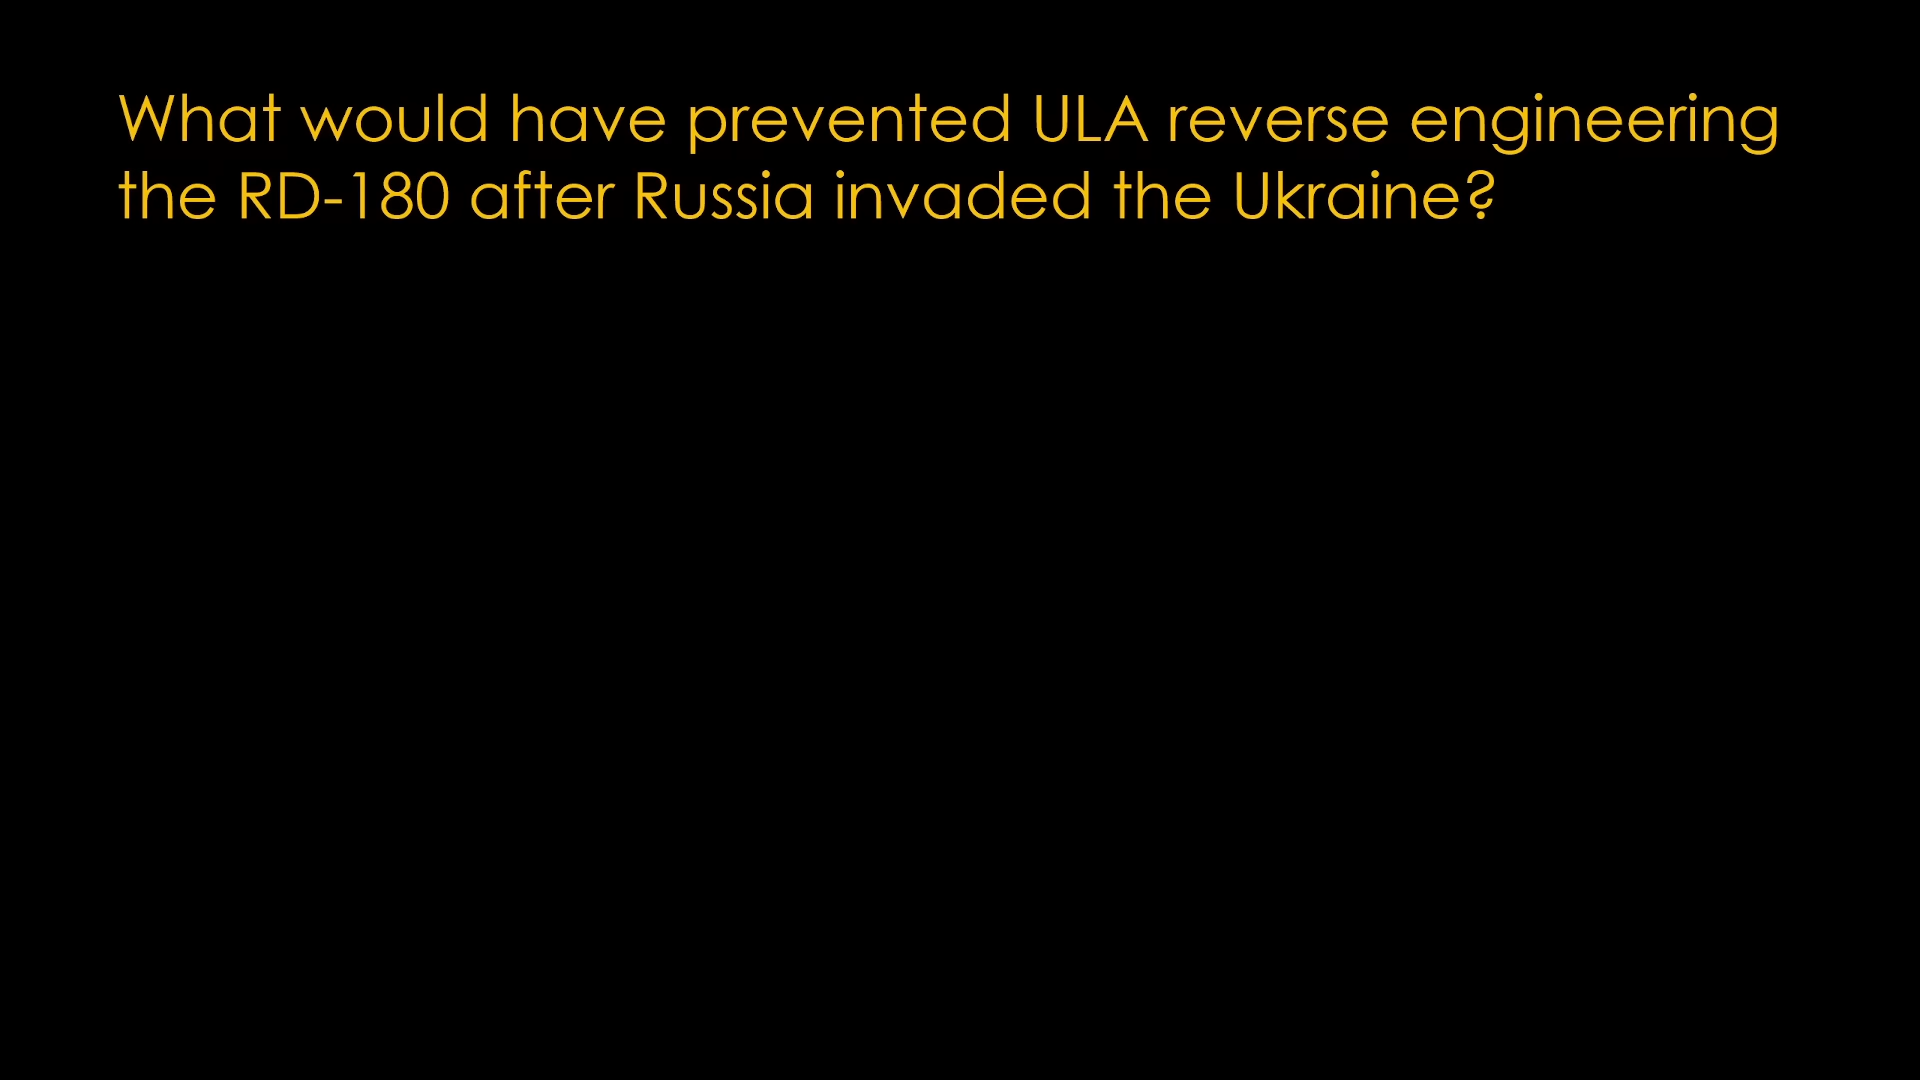 What would have prevented ULA reverse engineering
the RD-180 after Russia invaded the Ukraine?